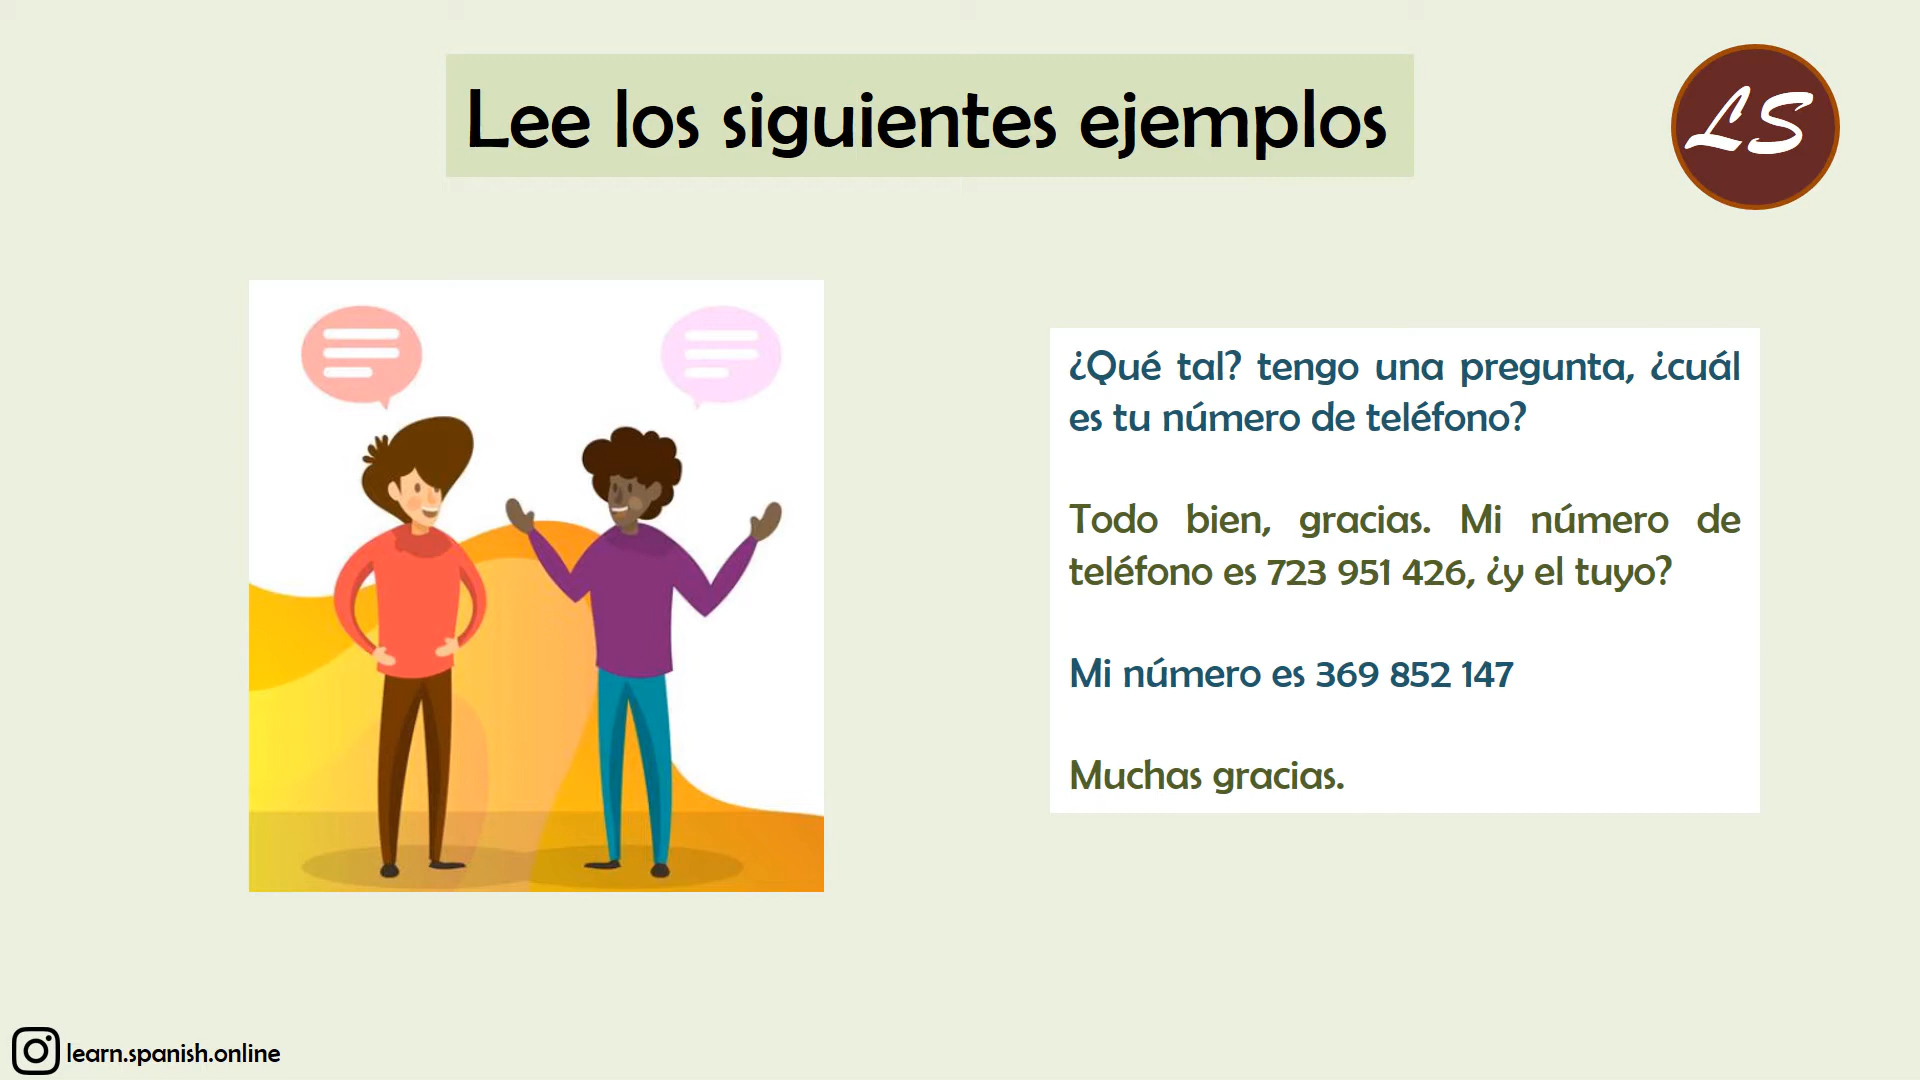 Lee los siguientes ejemplos
LS
¿Qué tal? tengo una pregunta, ¿cuál
es tu número de teléfono?
Todo bien, gracias. Mi número de
teléfono es 723 951 426, ¿y el tuyo?
Mi número es 369 852 147
Muchas gracias.
learn.spanish.online